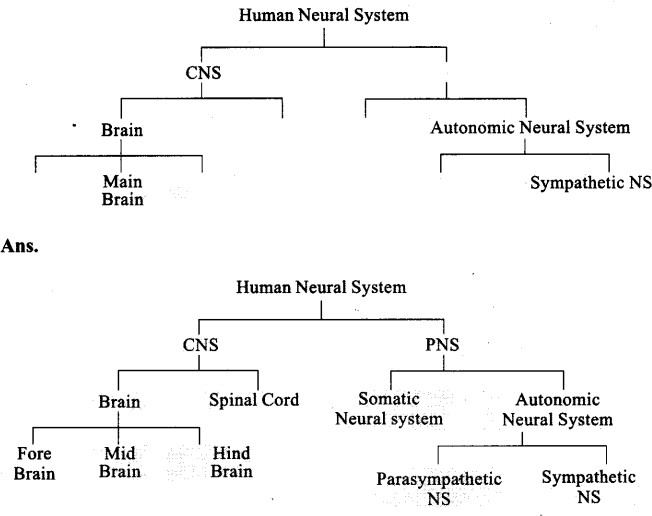 Human Neural System
CNS
Brain
Autonomic Neural System
Main
Brain
Sympathetic NS
Ans.
Human Neural System
CNS
PNS
Brain
Spinal Cord
Somatic
Neural system
Autonomic
Neural System
Fore
Brain
Mid
Brain
Hind
Brain
Parasympathetic
NS
Sympathetic
NS